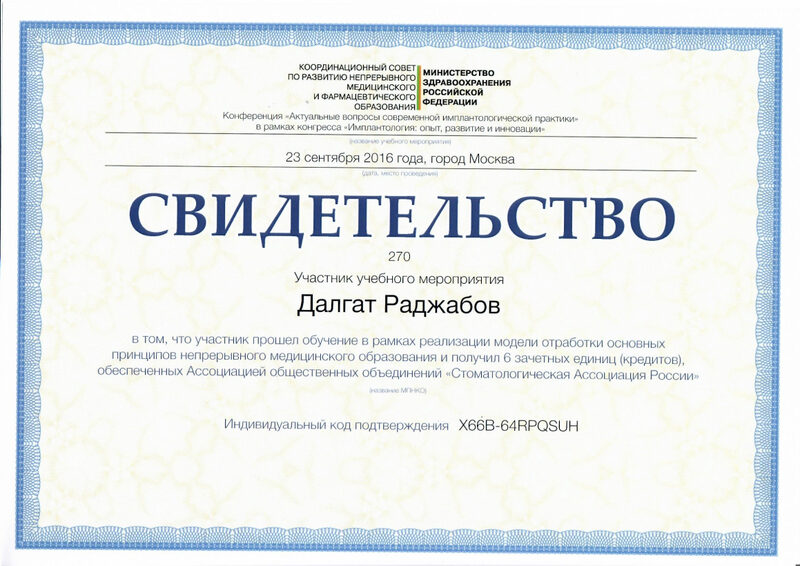 КООРДИНАЦИОННЫЙ СОВЕТ
ПО РАЗВИТИЮ НЕПРЕРЫВНОГО
МЕДИЦИНСКОГО
И ФАРМАЦЕВТИЧЕСКОГО
ОБРАЗОВАНИЯ
МИНИСТЕРСТВО
ЗДРАВООХРАНЕНИЯ
РОССИЙСКОЙ
ФЕДЕРАЦИИ
Конференция «Актуальные вопросы современной имплантологической практики»
в рамках конгресса «Имплантология: опыт, развитие и инновации»
(название учебного мероприятия)
23 сентября 2016 года, город Москва
(дата, место проведения)
СВИДЕТЕЛЬСТВО
270
Участник учебного мероприятия
Далгат Раджабов
в том, что участник прошел обучение в рамках реализации модели отработки основных
принципов непрерывного медицинского образования и получил 6 зачетных единиц (кредитов),
обеспеченных Ассоциацией общественных объединений «Стоматологическая Ассоциация России»
(название МПНКО)
Индивидуальный код подтверждения X66B-64RPQSUH